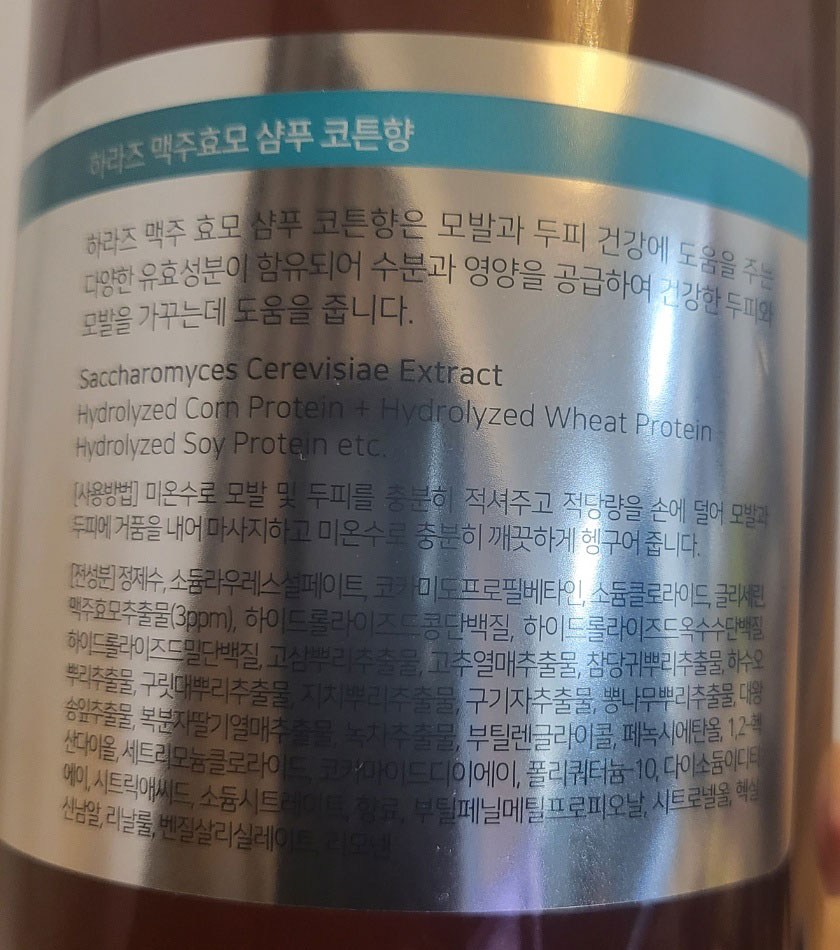 하라즈 맥주효모 샴푸 코튼향
하라즈 맥주 효모 샴푸 코튼향은 모발과 두피 건강에 도움을 주는
다양한 유효성분이 함유되어 수분과 영양을 공급하여 건강한 두피와
모발을 가꾸는데 도움을 줍니다.
Saccharomyces Cerevisiae Extract
Hydrolyzed Corn Protein + Hydrolyzed Wheat Protein
Hydrolyzed Soy Protein etc.
[사용방법] 미온수로 모발 및 두피를 충분히 적셔주고 적당량을 손에 덜어 모발과
두피에 거품을 내어 마사지하고 미온수로 충분히 깨끗하게 헹구어 줍니다.
[전성분] 정제수, 소듐라우레스설페이트, 코카미도프로필베타인, 소듐클로라이드, 글리세린
맥주효모추출물(3ppm), 하이드롤라이즈드콩단백질, 하이드롤라이즈드옥수수단백질,
하이드롤라이즈드밀단백질, 고삼뿌리추출물, 고추열매추출물, 참당귀뿌리추출물, 하수오
뿌리추출물, 구릿대뿌리추출물, 지치뿌리추출물, 구기자추출물, 뽕나무뿌리추출물, 대왕
송잎추출물, 복분자딸기열매추출물, 녹차추출물, 부틸렌글라이콜, 페녹시에탄올, 1,2-헥
산다이올, 세트리모늄클로라이드, 코카마이드디이에이, 폴리쿼터늄-10, 다이소듐이디티
에이, 시트릭애씨드, 소듐시트레이트, 향료, 부틸페닐메틸프로피오날, 시트로넬올, 헥실
신남알, 리날룰, 벤질살리실레이트, 리모넨